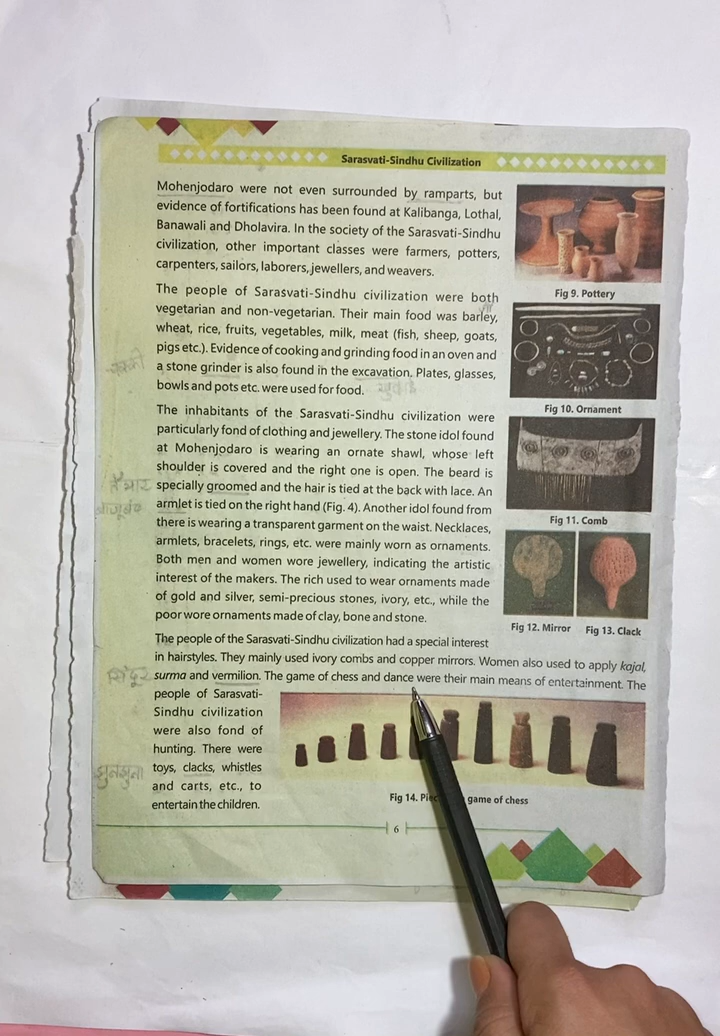 Sarasvati-Sindhu Civilization
Mohenjodaro were not even surrounded by ramparts, but
evidence of fortifications has been found at Kalibanga, Lothal,
Banawali and Dholavira. In the society of the Sarasvati-Sindhu
civilization, other important classes were farmers, potters,
carpenters, sailors, laborers, jewellers, and weavers.
Fig 9. Pottery
The people of Sarasvati-Sindhu civilization were both
vegetarian and non-vegetarian. Their main food was barley,
wheat, rice, fruits, vegetables, milk, meat (fish, sheep, goats,
pigs etc.). Evidence of cooking and grinding food in an oven and
a stone grinder is also found in the excavation. Plates, glasses,
bowls and pots etc. were used for food.
Fig 10. Ornament
The inhabitants of the Sarasvati-Sindhu civilization were
particularly fond of clothing and jewellery. The stone idol found
at Mohenjodaro is wearing an ornate shawl, whose left
shoulder is covered and the right one is open. The beard is
specially groomed and the hair is tied at the back with lace. An
armlet is tied on the right hand (Fig. 4). Another idol found from
there is wearing a transparent garment on the waist. Necklaces,
armlets, bracelets, rings, etc. were mainly worn as ornaments.
Both men and women wore jewellery, indicating the artistic
interest of the makers. The rich used to wear ornaments made
of gold and silver, semi-precious stones, ivory, etc., while the
poor wore ornaments made of clay, bone and stone.
Fig 11. Comb
Fig 12. Mirror
Fig 13. Clack
The people of the Sarasvati-Sindhu civilization had a special interest
in hairstyles. They mainly used ivory combs and copper mirrors. Women also used to apply kajal,
सिंदूर
surma and vermilion. The game of chess and dance were their main means of entertainment. The
people of Sarasvati-
Sindhu civilization
were also fond of
hunting. There were
झुनझुना
toys, clacks, whistles
and carts, etc., to
entertain the children.
Fig 14. game of chess
6